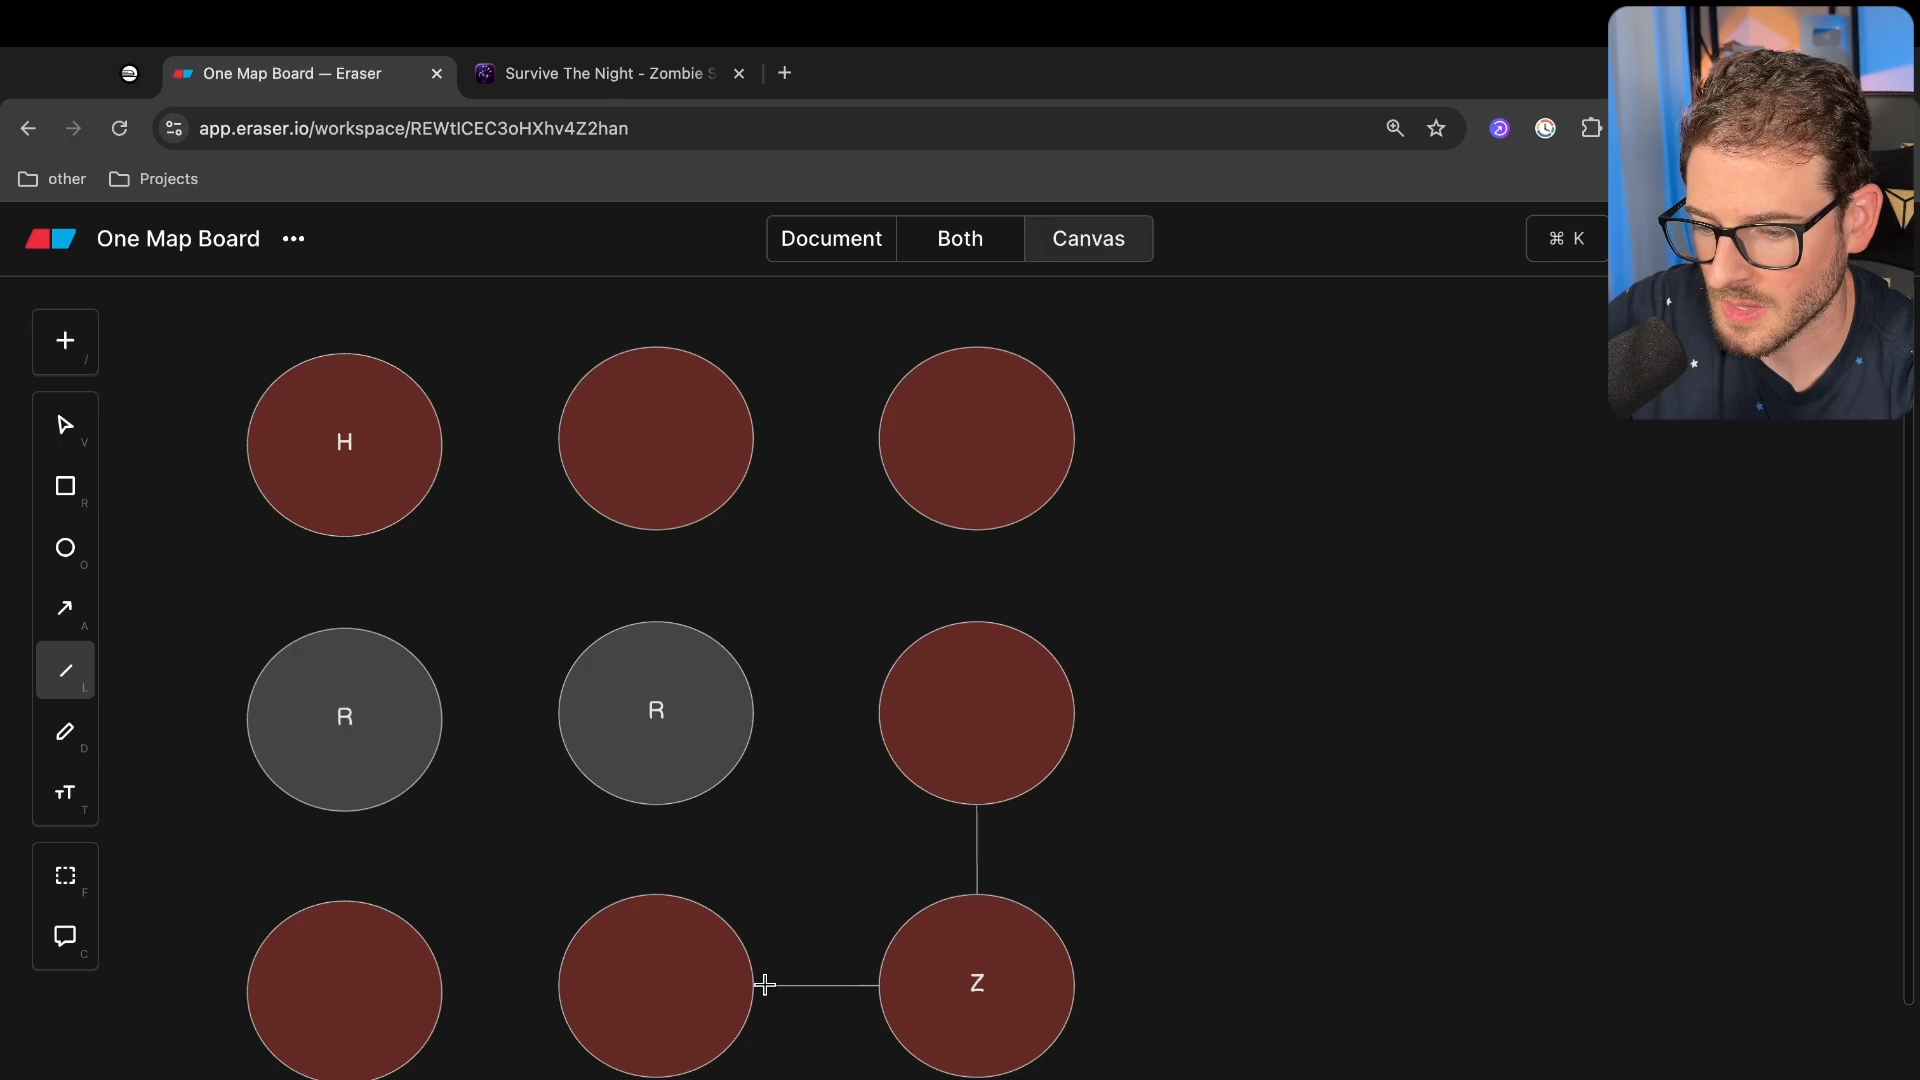 One Map Board — Eraser
Survive The Night - Zombie S
app.eraser.io/workspace/REWtlCEC3oHXhv4Z2han
other
Projects
One Map Board
Document
Both
Canvas
⌘ K
/
V
R
O
A
L
D
T
F
C
H
R
R
Z